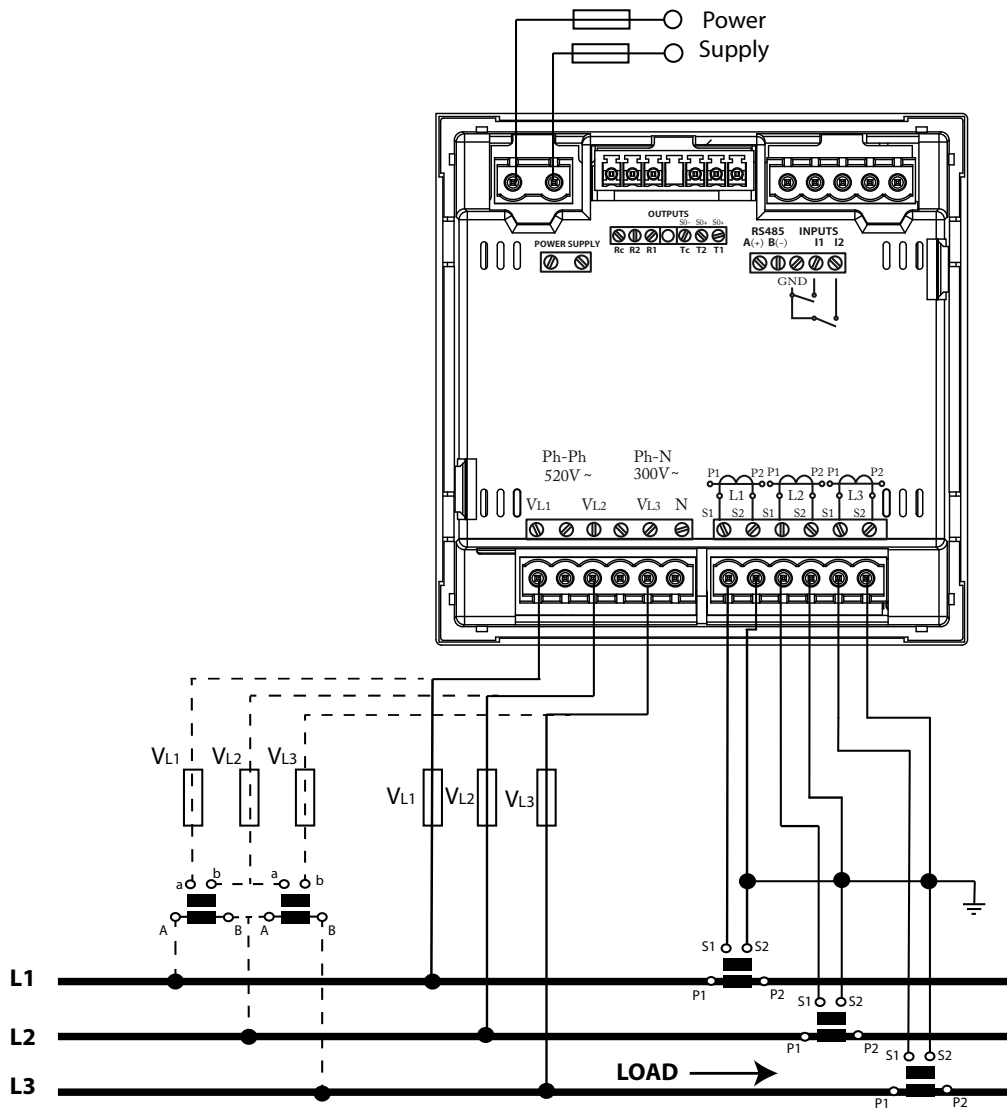 Power
Supply
OUTPUTS
S0- S0+ S0+
POWER SUPPLY
Rc R2 R1 Tc T2 T1
RS485 INPUTS
A(+) B(-) I1 I2
GND
Ph-Ph Ph-N
520V ~ 300V ~
P1 P2 P1 P2 P1 P2
L1 L2 L3
VL1 VL2 VL3 N
S1 S2 S1 S2 S1 S2
VL1 VL2 VL3
VL1 VL2 VL3
a b a b
A B A B
S1 S2
L1
P1 P2
S1 S2
L2
P1 P2
S1 S2
LOAD
L3
P1 P2